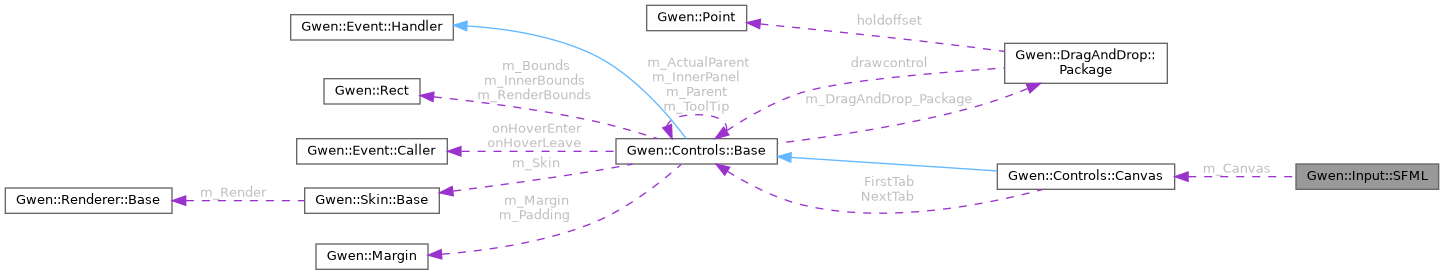 Gwen::Event::Handler
Gwen::Point
holdoffset
Gwen::DragAndDrop::
Package
drawcontrol
m_DragAndDrop_Package
m_ActualParent
m_InnerPanel
m_Parent
m_ToolTip
m_Bounds
m_InnerBounds
m_RenderBounds
Gwen::Rect
onHoverEnter
onHoverLeave
Gwen::Event::Caller
Gwen::Controls::Base
m_Skin
m_Render
Gwen::Renderer::Base
Gwen::Skin::Base
m_Margin
m_Padding
Gwen::Margin
FirstTab
NextTab
Gwen::Controls::Canvas
m_Canvas
Gwen::Input::SFML